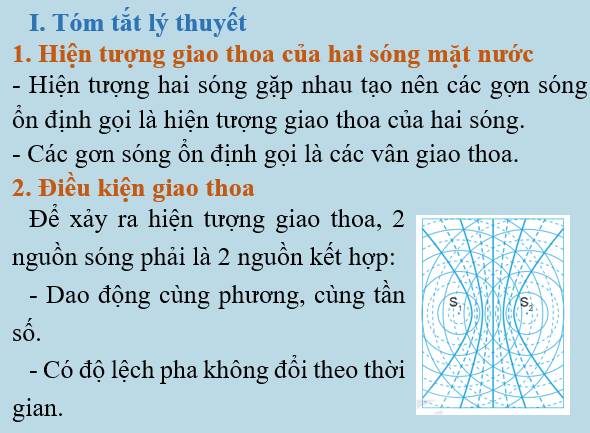 I. Tóm tắt lý thuyết
1. Hiện tượng giao thoa của hai sóng mặt nước
- Hiện tượng hai sóng gặp nhau tạo nên các gợn sóng
ổn định gọi là hiện tượng giao thoa của hai sóng.
- Các gơn sóng ổn định gọi là các vân giao thoa.
2. Điều kiện giao thoa
Để xảy ra hiện tượng giao thoa, 2
nguồn sóng phải là 2 nguồn kết hợp:
- Dao động cùng phương, cùng tần
số.
- Có độ lệch pha không đổi theo thời
gian.
S1 S2